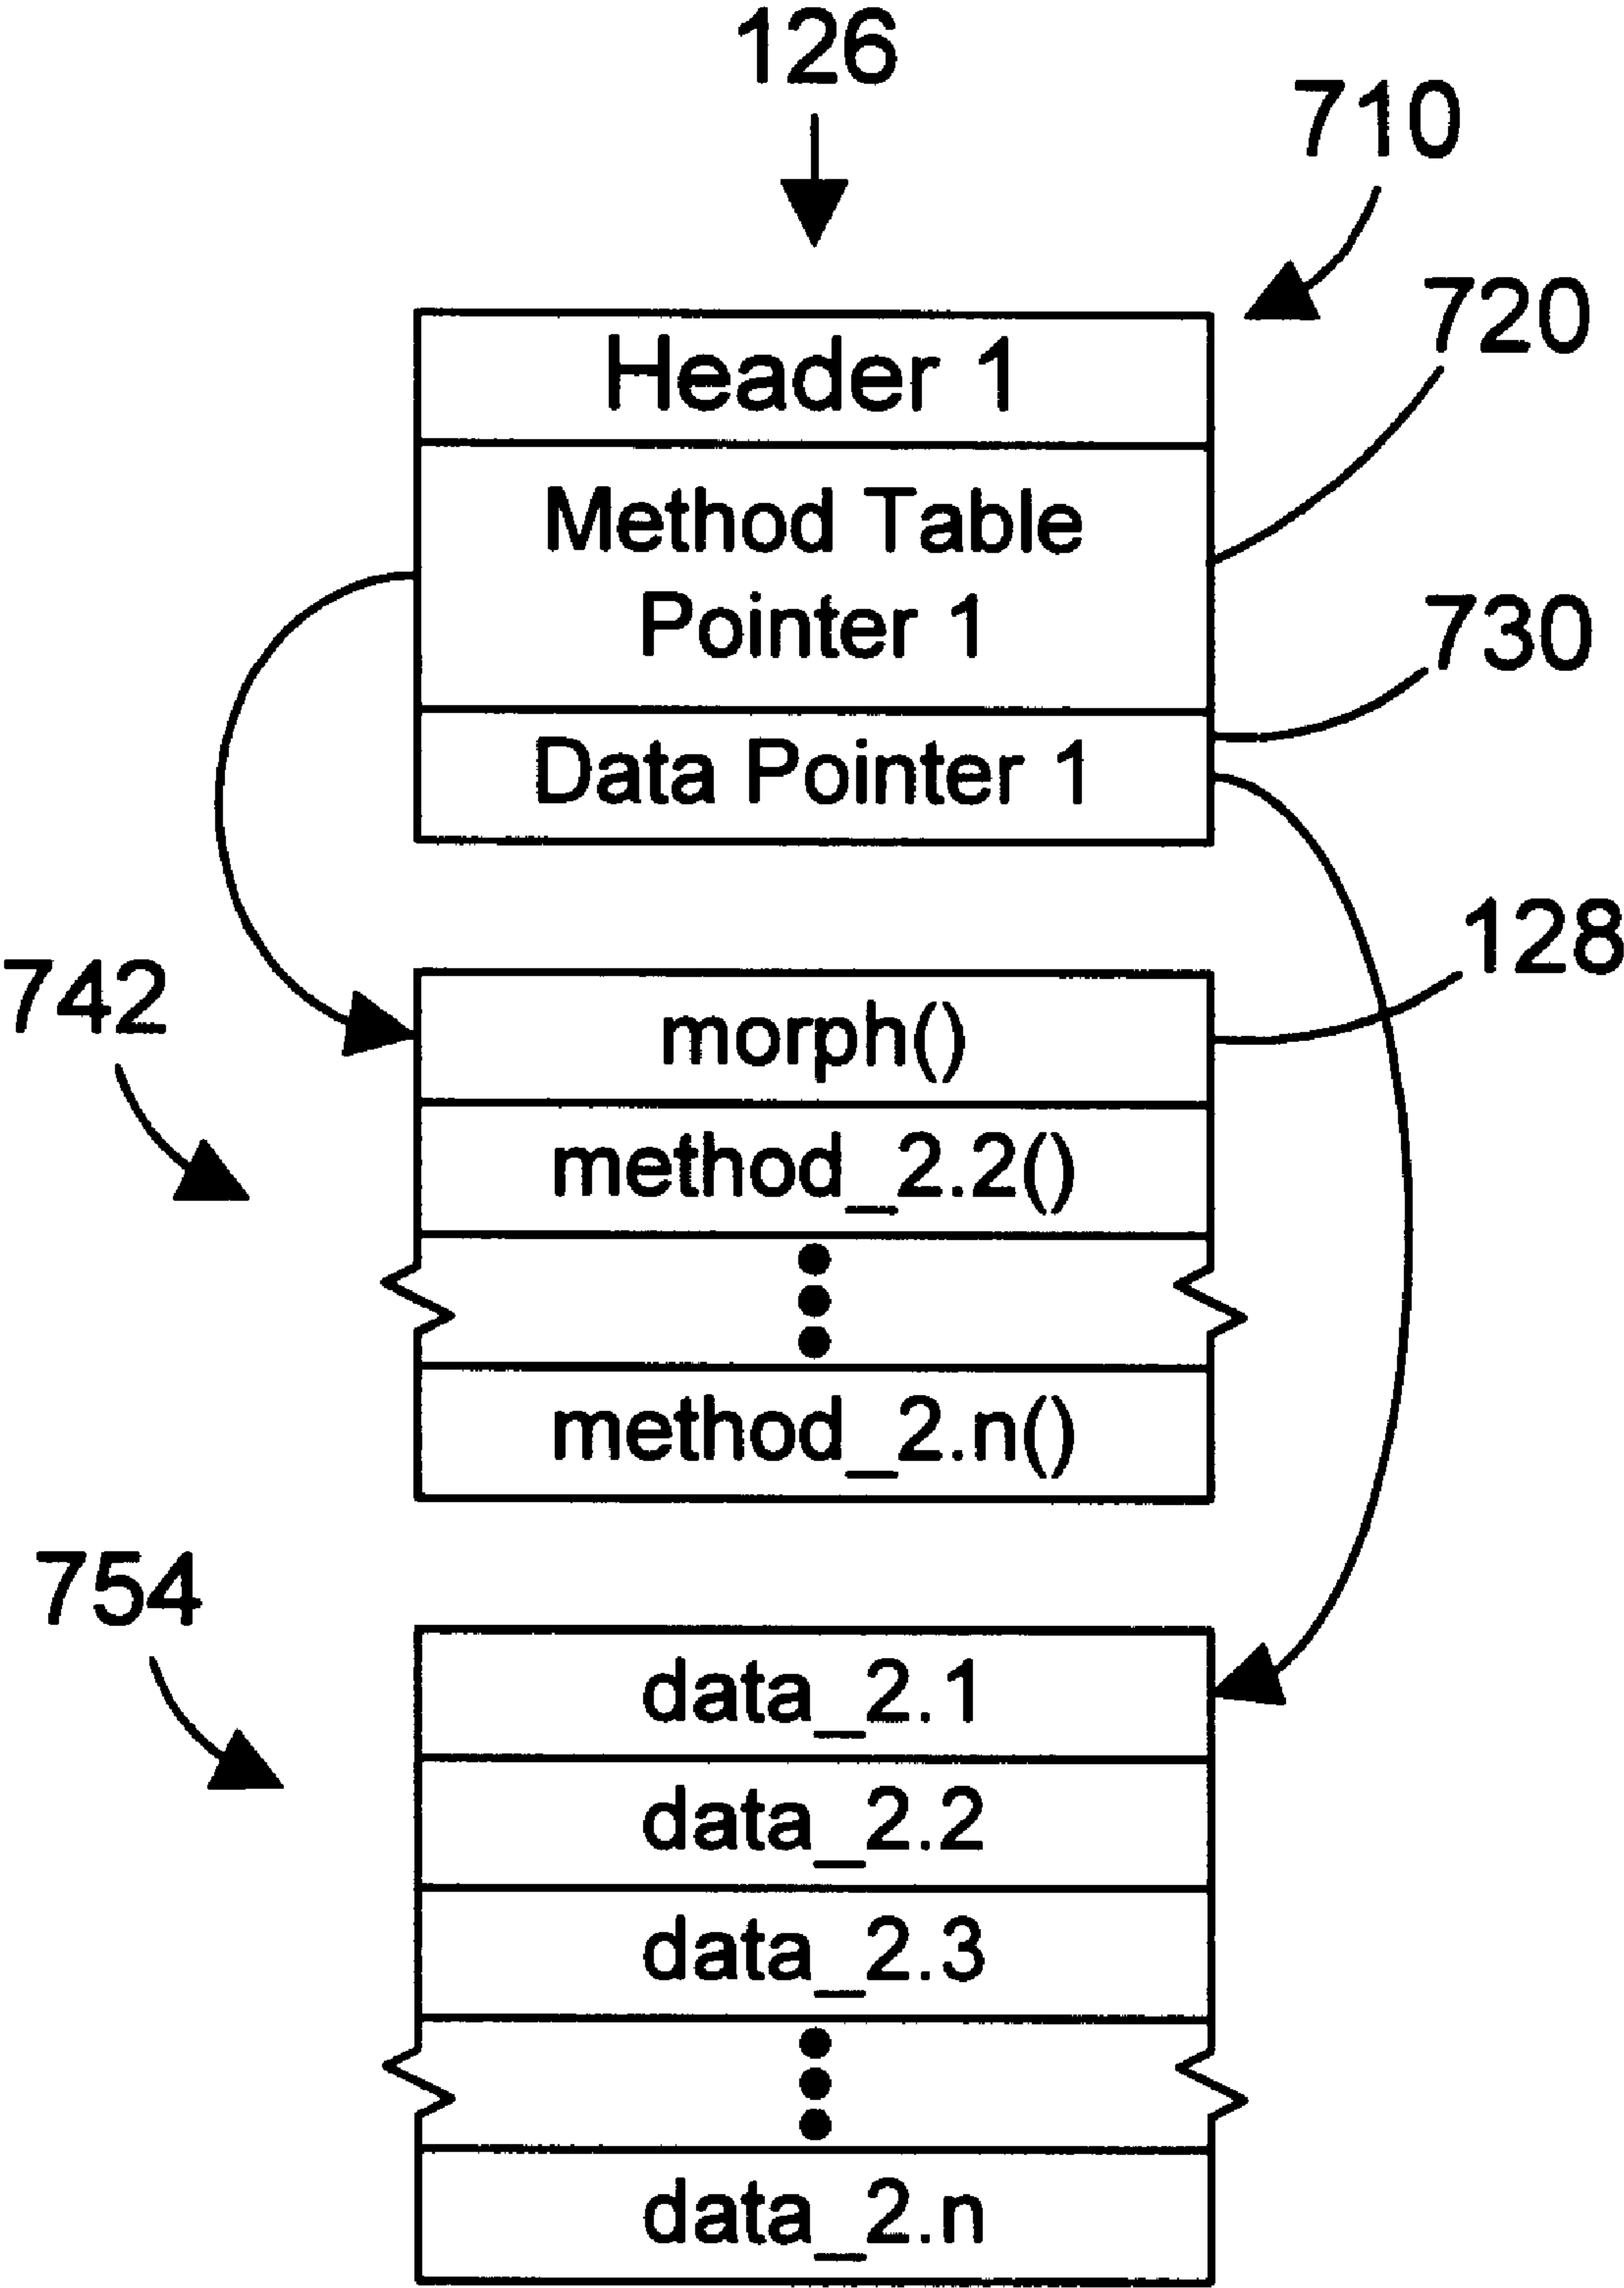 126
710
720
Header 1
Method Table
Pointer 1
730
Data Pointer 1
128
742
morph()
method_2.2()
method_2.n()
754
data_2.1
data_2.2
data_2.3
data_2.n